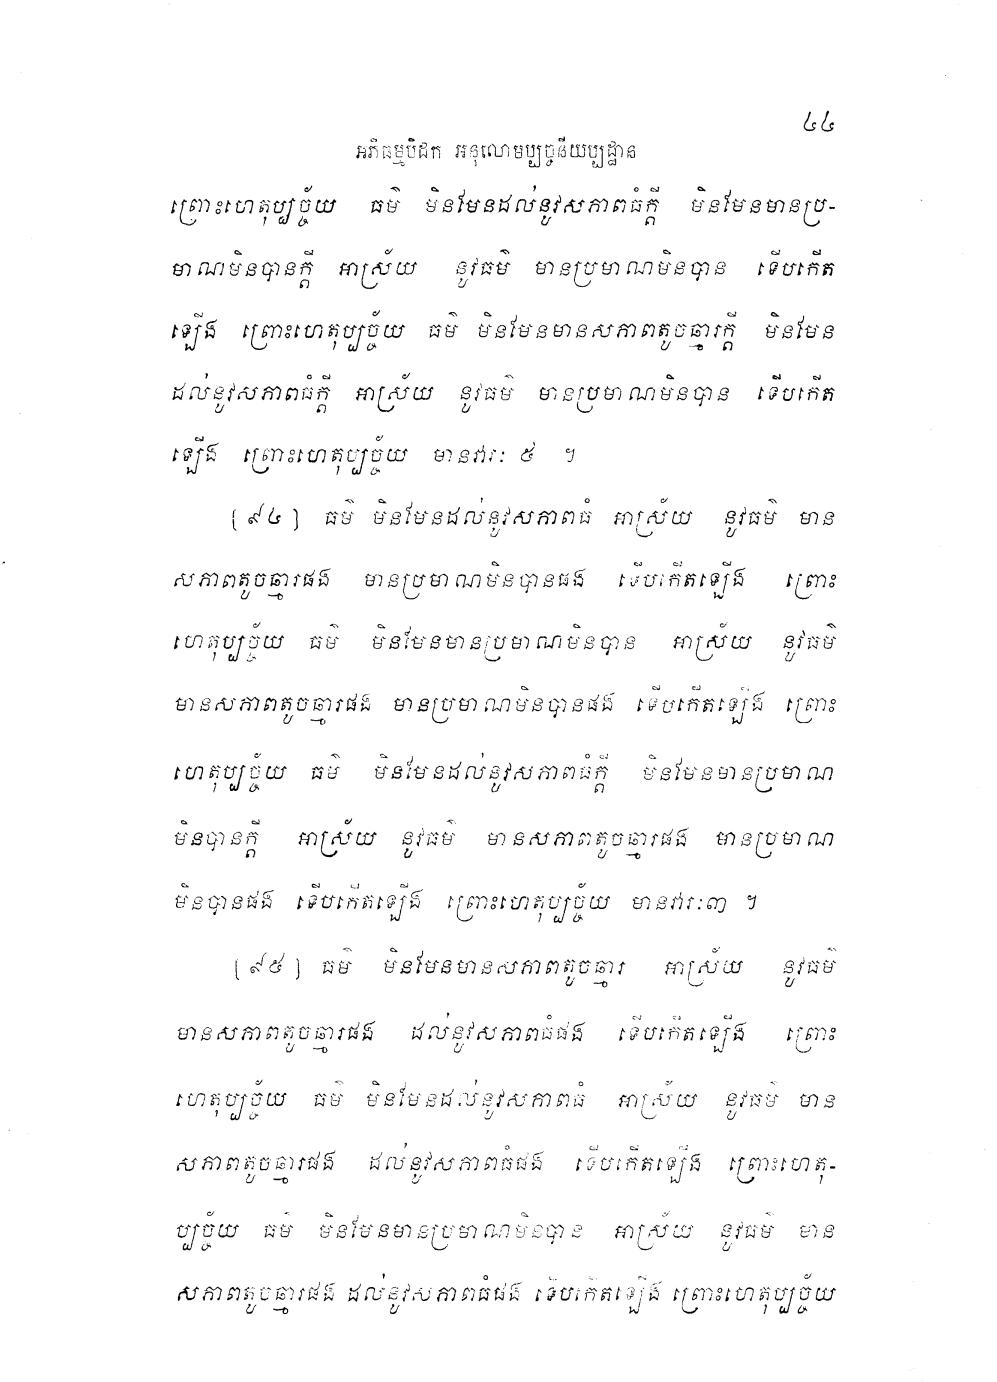 ៤៤
អភិធម្មបិដក អនុលោមប្បច្ចនីយប្បដ្ឋាន
ព្រោះហេតុប្បច្ច័យ ធម៌ មិនមែនដល់នូវសភាពធំក្តី មិនមែនមានប្រ-
មាណមិនបានក្តី អាស្រ័យ នូវធម៌ មានប្រមាណមិនបាន ទើបកើត
ឡើង ព្រោះហេតុប្បច្ច័យ ធម៌ មិនមែនមានសភាពតូចឆ្មារក្តី មិនមែន
ដល់នូវសភាពធំក្តី អាស្រ័យ នូវធម៌ មានប្រមាណមិនបាន ទើបកើត
ឡើង ព្រោះហេតុប្បច្ច័យ មានវារៈ ៥ ។
[៩៤] ធម៌ មិនមែនដល់នូវសភាពធំ អាស្រ័យ នូវធម៌ មាន
សភាពតូចឆ្មារផង មានប្រមាណមិនបានផង ទើបកើតឡើង ព្រោះ
ហេតុប្បច្ច័យ ធម៌ មិនមែនមានប្រមាណមិនបាន អាស្រ័យ នូវធម៌
មានសភាពតូចឆ្មារផង មានប្រមាណមិនបានផង ទើបកើតឡើង ព្រោះ
ហេតុប្បច្ច័យ ធម៌ មិនមែនដល់នូវសភាពធំក្តី មិនមែនមានប្រមាណ
មិនបានក្តី អាស្រ័យ នូវធម៌ មានសភាពតូចឆ្មារផង មានប្រមាណ
មិនបានផង ទើបកើតឡើង ព្រោះហេតុប្បច្ច័យ មានវារៈ៣ ។
[៩៥] ធម៌ មិនមែនមានសភាពតូចឆ្មារ អាស្រ័យ នូវធម៌
មានសភាពតូចឆ្មារផង ដល់នូវសភាពធំផង ទើបកើតឡើង ព្រោះ
ហេតុប្បច្ច័យ ធម៌ មិនមែនដល់នូវសភាពធំ អាស្រ័យ នូវធម៌ មាន
សភាពតូចឆ្មារផង ដល់នូវសភាពធំផង ទើបកើតឡើង ព្រោះហេតុ-
ប្បច្ច័យ ធម៌ មិនមែនមានប្រមាណមិនបាន អាស្រ័យ នូវធម៌ មាន
សភាពតូចឆ្មារផង ដល់នូវសភាពធំផង ទើបកើតឡើង ព្រោះហេតុប្បច្ច័យ